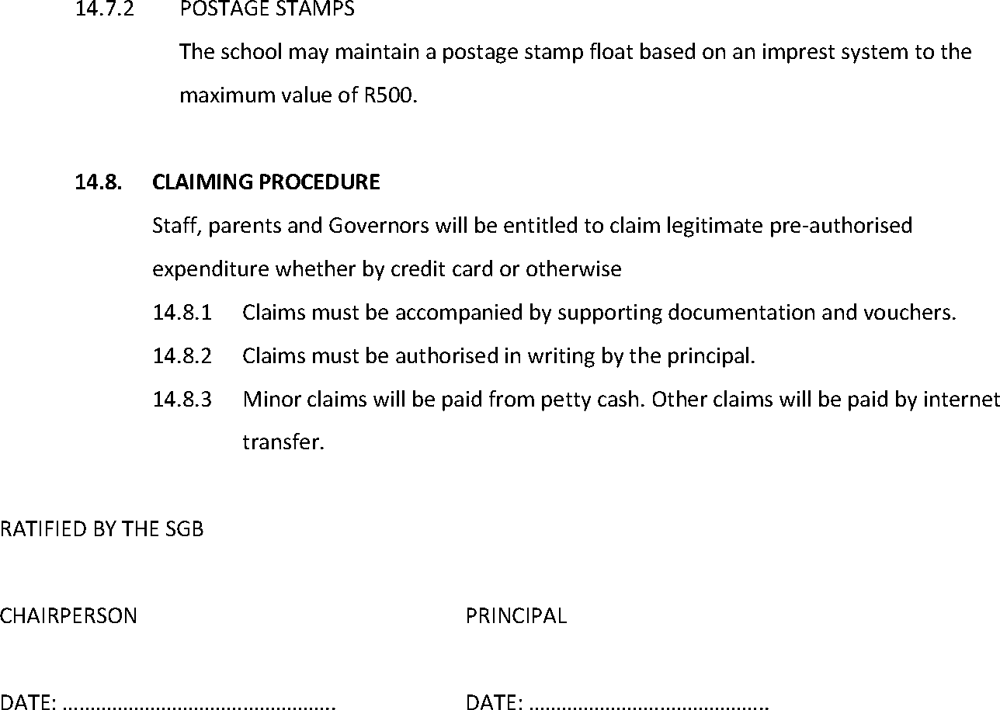 14.7.2 POSTAGE STAMPS
The school may maintain a postage stamp float based on an imprest system to the
maximum value of R500.
14.8. CLAIMING PROCEDURE
Staff, parents and Governors will be entitled to claim legitimate pre-authorised
expenditure whether by credit card or otherwise
14.8.1 Claims must be accompanied by supporting documentation and vouchers.
14.8.2 Claims must be authorised in writing by the principal.
14.8.3 Minor claims will be paid from petty cash. Other claims will be paid by internet
transfer.
RATIFIED BY THE SGB
CHAIRPERSON PRINCIPAL
DATE: ................................................. DATE: ...........................................